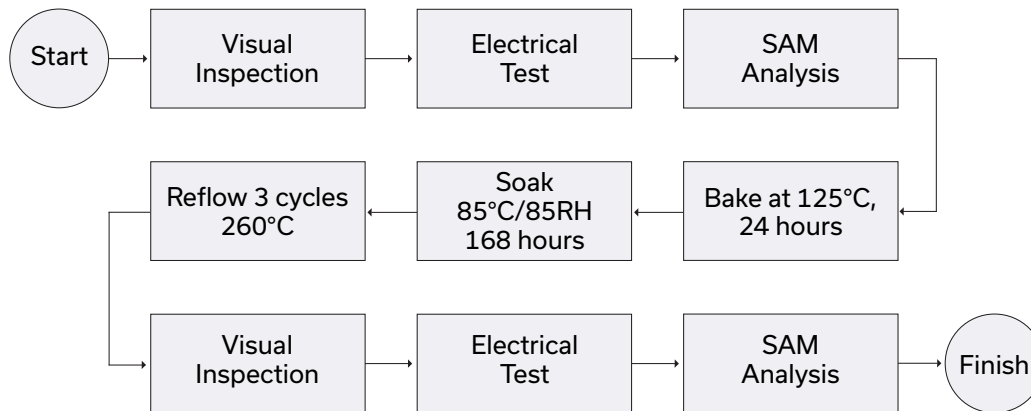 Start
Visual
Inspection
Electrical
Test
SAM
Analysis
Bake at 125°C,
24 hours
Soak
85°C/85RH
168 hours
Reflow 3 cycles
260°C
Visual
Inspection
Electrical
Test
SAM
Analysis
Finish